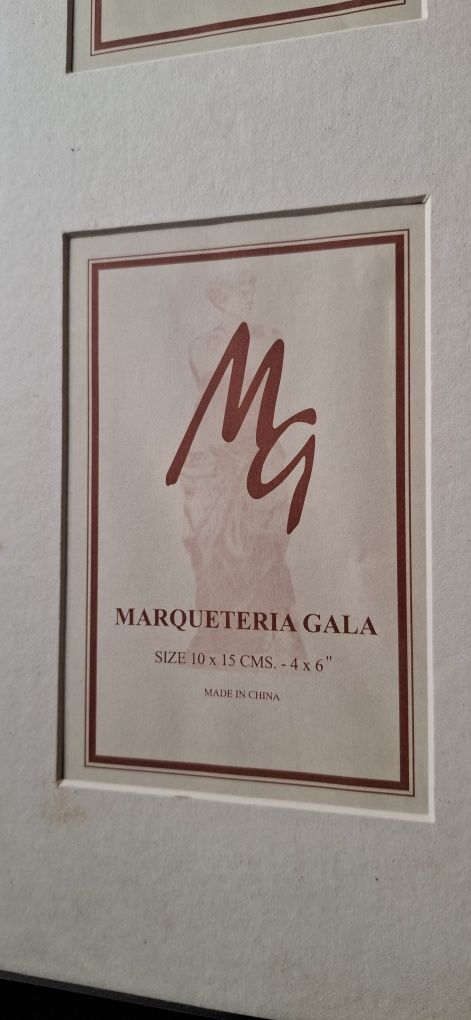 MG
MARQUETERIA GALA
SIZE 10 x 15 CMS. - 4 x 6"
MADE IN CHINA